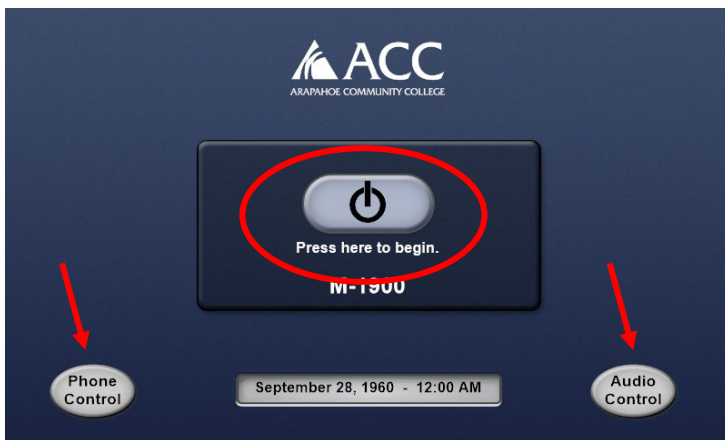 ACC
ARAPAHOE COMMUNITY COLLEGE
Press here to begin.
M-1900
Phone
Control
September 28, 1960 - 12:00 AM
Audio
Control